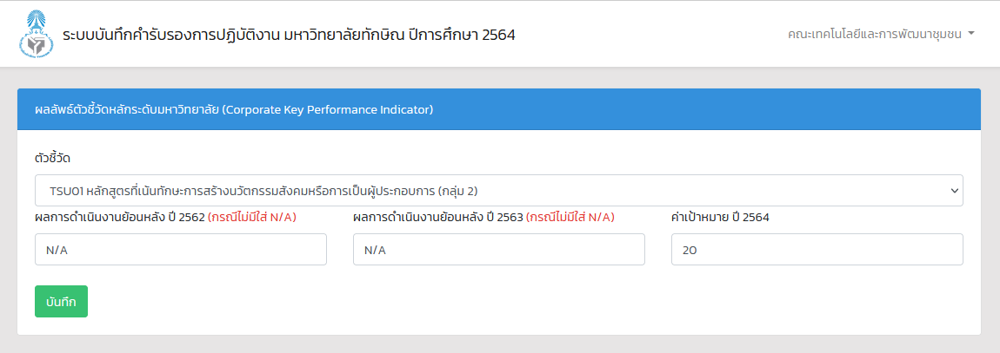 ระบบบันทึกคำรับรองการปฏิบัติงาน มหาวิทยาลัยทักษิณ ปีการศึกษา 2564
คณะเทคโนโลยีและการพัฒนาชุมชน
ผลลัพธ์ตัวชี้วัดหลักระดับมหาวิทยาลัย (Corporate Key Performance Indicator)
ตัวชี้วัด
TSU01 หลักสูตรที่เน้นทักษะการสร้างนวัตกรรมสังคมหรือการเป็นผู้ประกอบการ (กลุ่ม 2)
ผลการดำเนินงานย้อนหลัง ปี 2562 (กรณีไม่มีใส่ N/A)
ผลการดำเนินงานย้อนหลัง ปี 2563 (กรณีไม่มีใส่ N/A)
ค่าเป้าหมาย ปี 2564
N/A
N/A
20
บันทึก